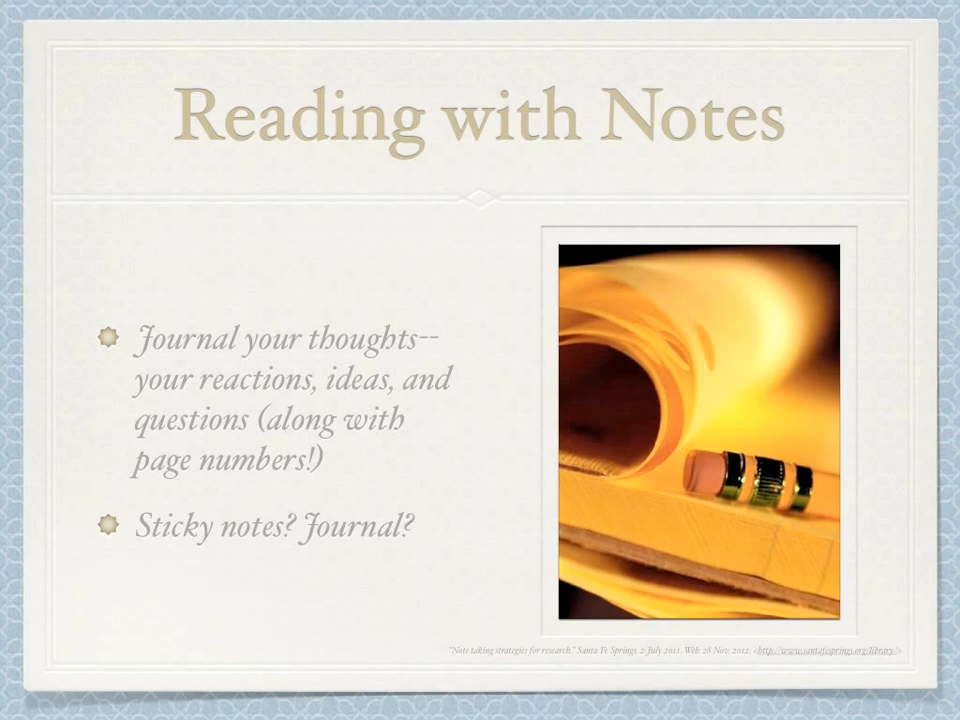 Reading with Notes
Journal your thoughts--
your reactions, ideas, and
questions (along with
page numbers!)
Sticky notes? Journal?
"Note taking strategies for research." Santa Fe Springs. 2 July 2011. Web. 28 Nov. 2012. <http://www.santafesprings.org/library/>